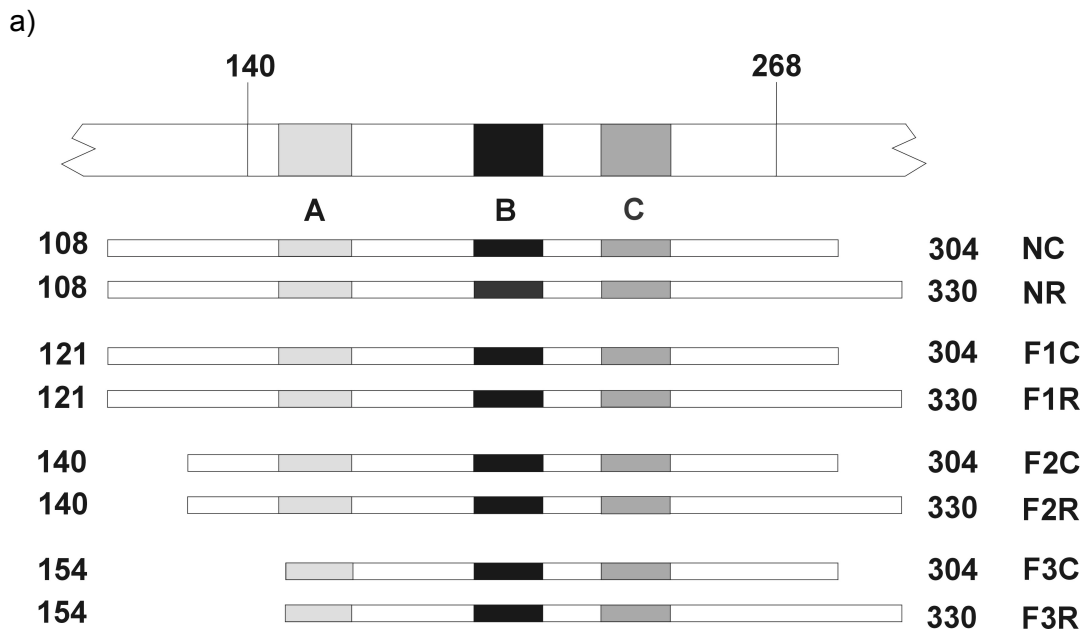 a)
140 268
A B C
108 304 NC
108 330 NR
121 304 F1C
121 330 F1R
140 304 F2C
140 330 F2R
154 304 F3C
154 330 F3R